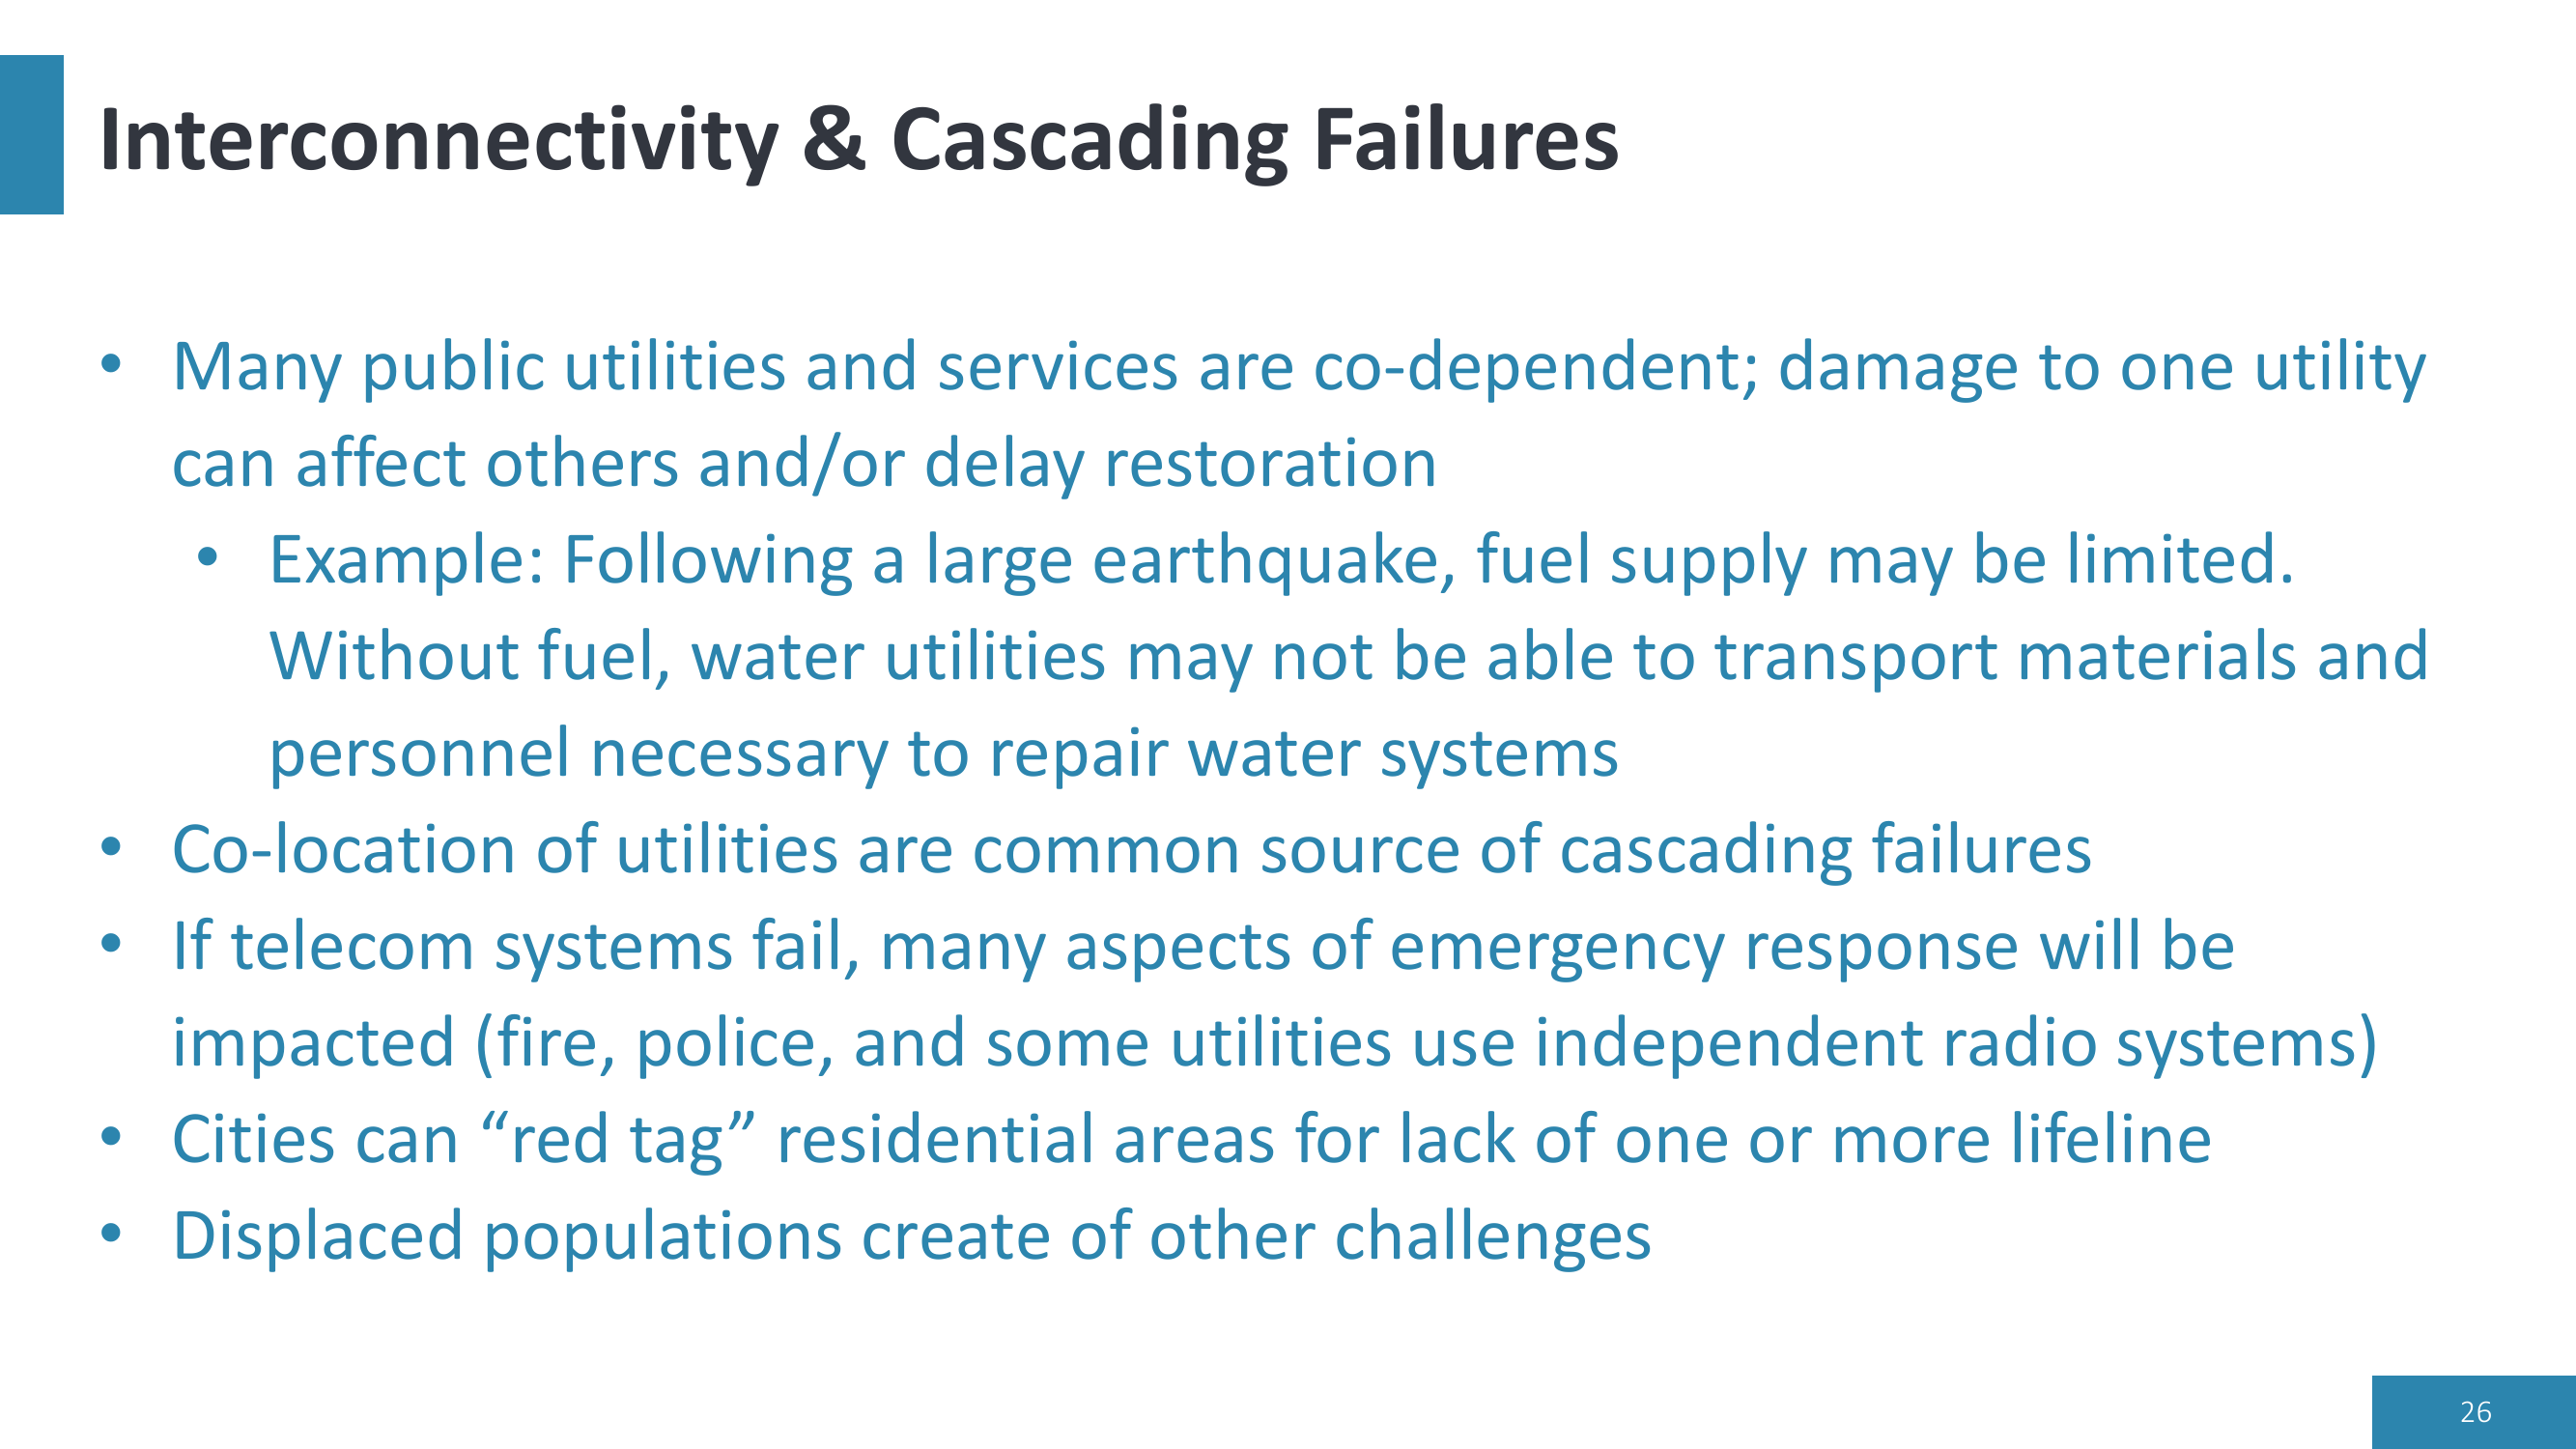 Interconnectivity & Cascading Failures
• Many public utilities and services are co-dependent; damage to one utility
can affect others and/or delay restoration
• Example: Following a large earthquake, fuel supply may be limited.
Without fuel, water utilities may not be able to transport materials and
personnel necessary to repair water systems
• Co-location of utilities are common source of cascading failures
• If telecom systems fail, many aspects of emergency response will be
impacted (fire, police, and some utilities use independent radio systems)
• Cities can “red tag” residential areas for lack of one or more lifeline
• Displaced populations create of other challenges
26